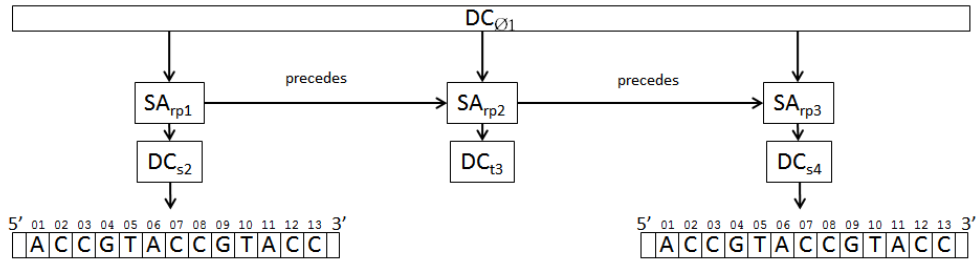 DC∅1
precedes precedes
SArp1 SArp2 SArp3
DCs2 DCt3 DCs4
5’ 01 02 03 04 05 06 07 08 09 10 11 12 13 3’ 5’ 01 02 03 04 05 06 07 08 09 10 11 12 13 3’
A C C G T A C C G T A C C A C C G T A C C G T A C C